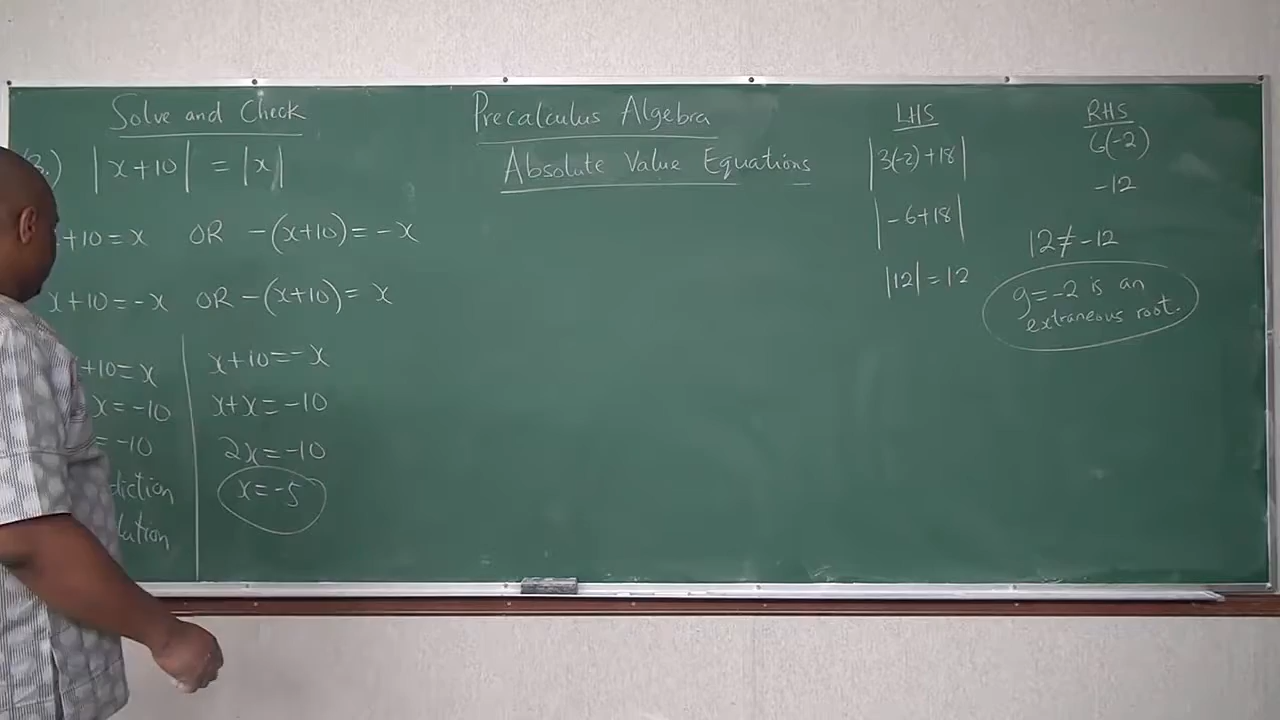 Solve and Check
3.) |x+10| = |x|
+10=x OR -(x+10)=-x
x+10=-x OR -(x+10)=x
+10=x
x=-10
=-10
x+10=-x
x+x=-10
2x=-10
x=-5
Precalculus Algebra
Absolute Value Equations
LHS
|3(-2)+18|
|-6+18|
|12|=12
RHS
6(-2)
-12
12≠-12
g=-2 is an
extraneous root.